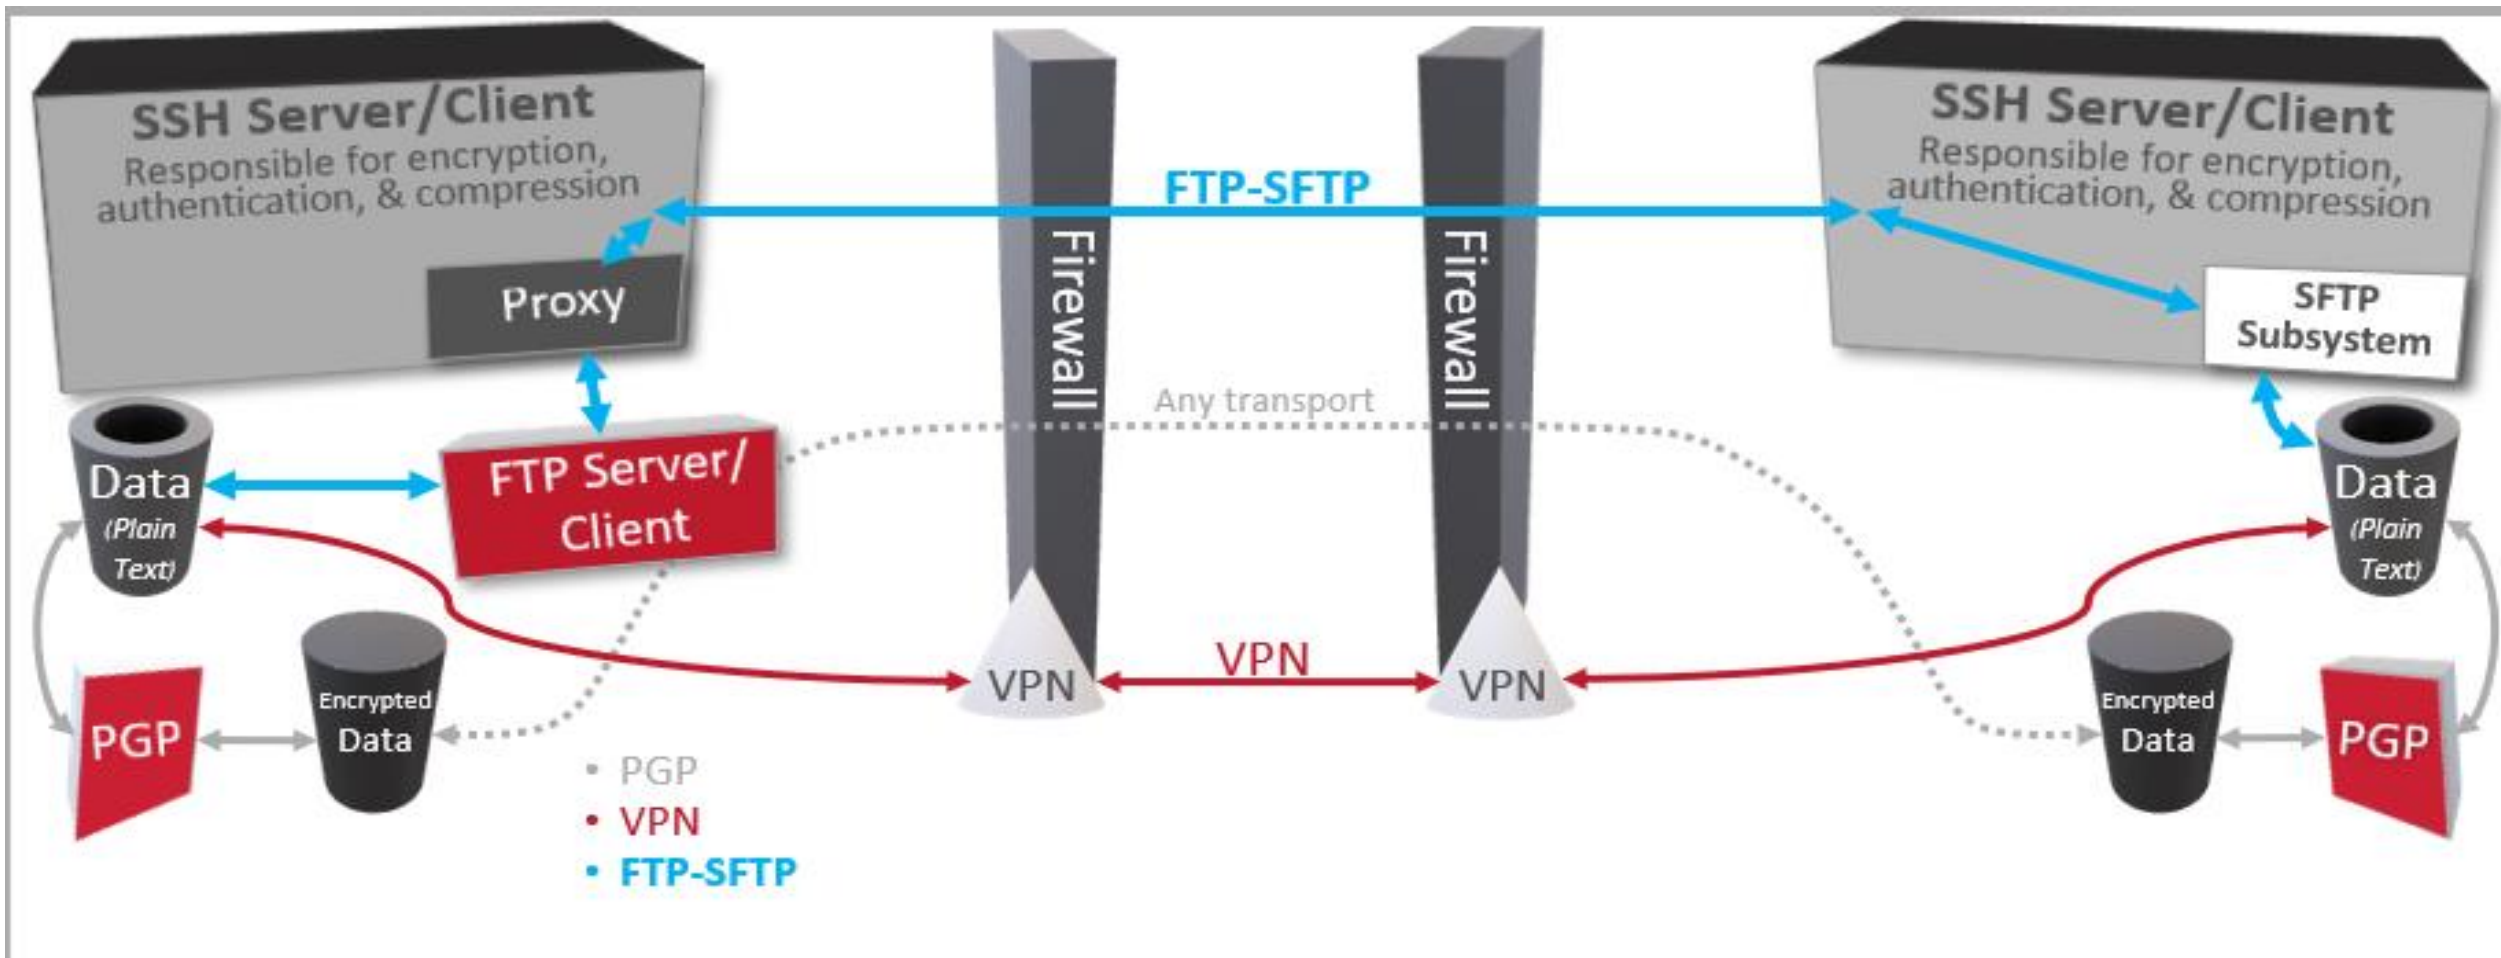 SSH Server/Client
Responsible for encryption,
authentication, & compression
Proxy
FTP Server/
Client
Data
(Plain
Text)
PGP
Encrypted
Data
Firewall
Firewall
FTP-SFTP
Any transport
VPN
VPN
VPN
SSH Server/Client
Responsible for encryption,
authentication, & compression
SFTP
Subsystem
Data
(Plain
Text)
Encrypted
Data
PGP
• PGP
• VPN
• FTP-SFTP